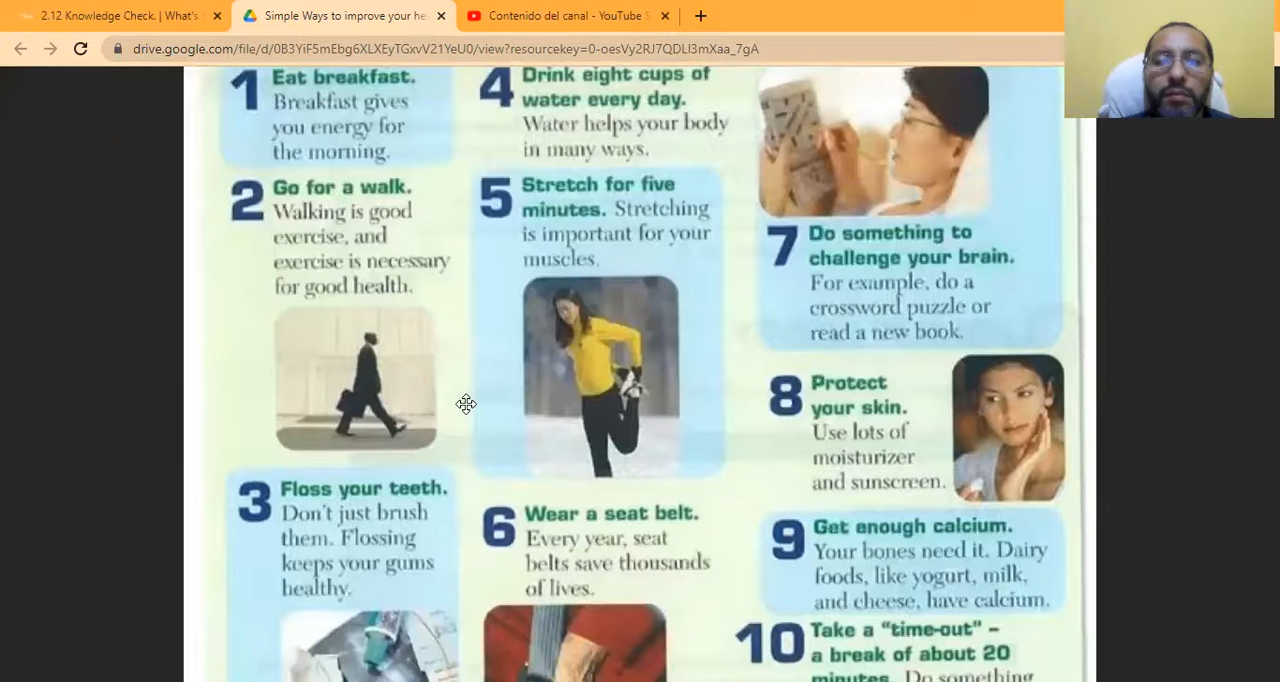 2.12 Knowledge Check. | What's
Simple Ways to improve your he
Contenido del canal - YouTube S
drive.google.com/file/d/0B3YiF5mEbg6XLXEyTGxvV21YeU0/view?resourcekey=0-oesVy2RJ7QDLI3mXaa_7gA
1 Eat breakfast.
Breakfast gives
you energy for
the morning.
2 Go for a walk.
Walking is good
exercise, and
exercise is necessary
for good health.
3 Floss your teeth.
Don't just brush
them. Flossing
keeps your gums
healthy.
4 Drink eight cups of
water every day.
Water helps your body
in many ways.
5 Stretch for five
minutes. Stretching
is important for your
muscles.
6 Wear a seat belt.
Every year, seat
belts save thousands
of lives.
7 Do something to
challenge your brain.
For example, do a
crossword puzzle or
read a new book.
8 Protect
your skin.
Use lots of
moisturizer
and sunscreen.
9 Get enough calcium.
Your bones need it. Dairy
foods, like yogurt, milk,
and cheese, have calcium.
10 Take a "time-out" –
a break of about 20
minutes. Do something